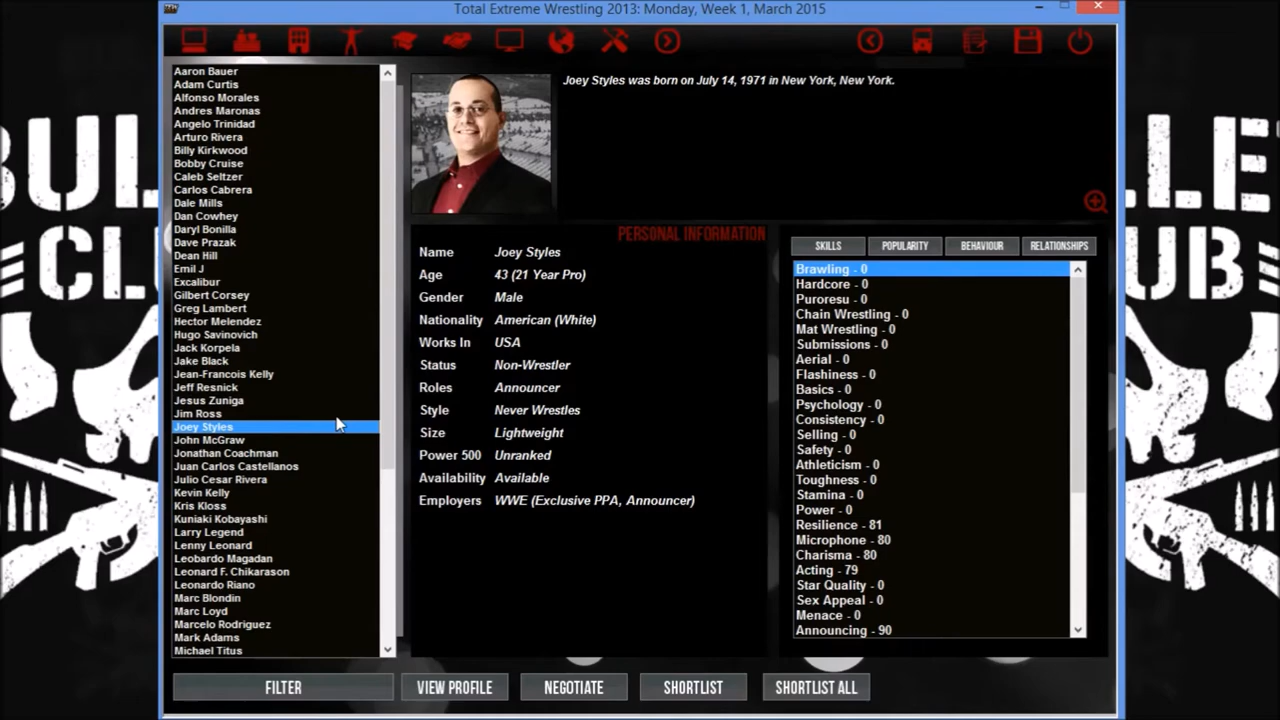 Total Extreme Wrestling 2013: Monday, Week 1, March 2015
Aaron Bauer
Adam Curtis
Alfonso Morales
Andres Maronas
Angelo Trinidad
Arturo Rivera
Billy Kirkwood
Bobby Cruise
Caleb Seltzer
Carlos Cabrera
Dale Mills
Dan Cowhey
Daryl Bonilla
Dave Prazak
Dean Hill
Emil J
Excalibur
Gilbert Corsey
Greg Lambert
Hector Melendez
Hugo Savinovich
Jack Korpela
Jake Black
Jean-Francois Kelly
Jeff Resnick
Jesus Zuniga
Jim Ross
Joey Styles
John McGraw
Jonathan Coachman
Juan Carlos Castellanos
Julio Cesar Rivera
Kevin Kelly
Kris Kloss
Kuniaki Kobayashi
Larry Legend
Lenny Leonard
Leobardo Magadan
Leonard F. Chikarason
Leonardo Riano
Marc Blondin
Marc Loyd
Marcelo Rodriguez
Mark Adams
Michael Titus
Joey Styles was born on July 14, 1971 in New York, New York.
PERSONAL INFORMATION
Name Joey Styles
Age 43 (21 Year Pro)
Gender Male
Nationality American (White)
Works In USA
Status Non-Wrestler
Roles Announcer
Style Never Wrestles
Size Lightweight
Power 500 Unranked
Availability Available
Employers WWE (Exclusive PPA, Announcer)
SKILLS POPULARITY BEHAVIOUR RELATIONSHIPS
Brawling - 0
Hardcore - 0
Puroresu - 0
Chain Wrestling - 0
Mat Wrestling - 0
Submissions - 0
Aerial - 0
Flashiness - 0
Basics - 0
Psychology - 0
Consistency - 0
Selling - 0
Safety - 0
Athleticism - 0
Toughness - 0
Stamina - 0
Power - 0
Resilience - 81
Microphone - 80
Charisma - 80
Acting - 79
Star Quality - 0
Sex Appeal - 0
Menace - 0
Announcing - 90
FILTER VIEW PROFILE NEGOTIATE SHORTLIST SHORTLIST ALL